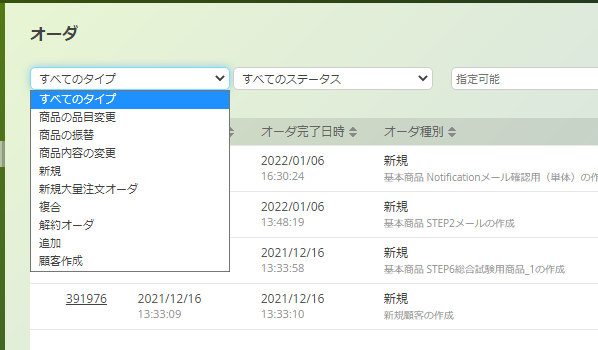 オーダ
すべてのタイプ すべてのステータス 指定可能
すべてのタイプ
商品の品目変更
商品の振替
商品内容の変更
新規
新規大量注文オーダ
複合
解約オーダ
追加
顧客作成
オーダ完了日時 オーダ種別
2022/01/06 新規
16:30:24 基本商品 Notificationメール確認用（単体）の作
2022/01/06 新規
13:48:19 基本商品 STEP2メールの作成
2021/12/16 新規
13:33:58 基本商品 STEP6総合試験用商品_1の作成
391976 2021/12/16 2021/12/16 新規
13:33:09 13:33:10 新規顧客の作成